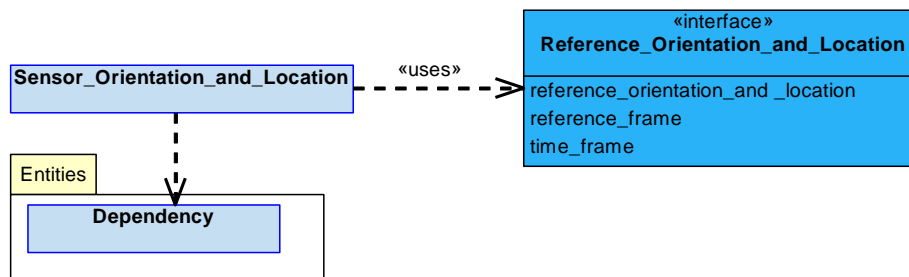 «interface»
Reference_Orientation_and_Location
Sensor_Orientation_and_Location
«uses»
reference_orientation_and _location
reference_frame
time_frame
Entities
Dependency